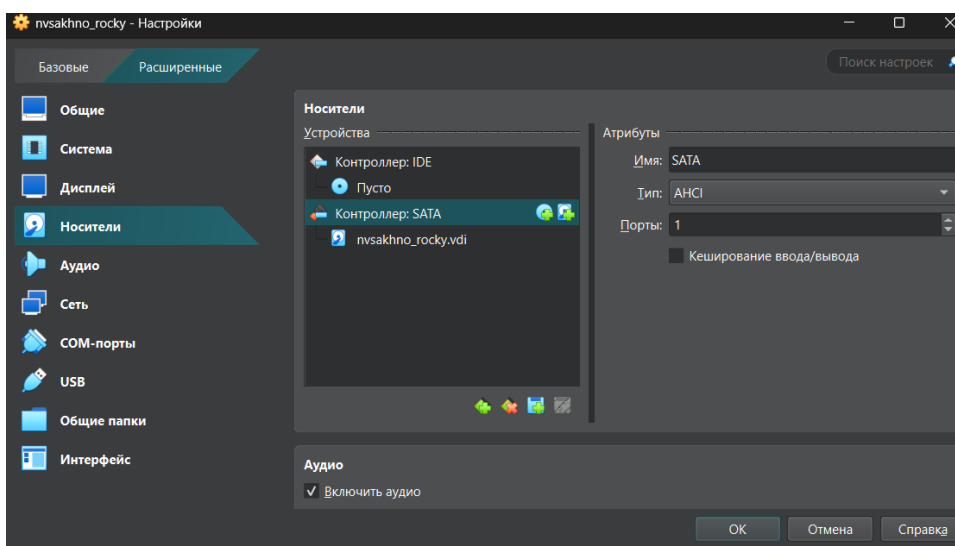 nvsakhno_rocky - Настройки
Базовые
Расширенные
Поиск настроек
Общие
Система
Дисплей
Носители
Аудио
Сеть
COM-порты
USB
Общие папки
Интерфейс
Носители
Устройства
Контроллер: IDE
Пусто
Контроллер: SATA
nvsakhno_rocky.vdi
Атрибуты
Имя: SATA
Тип: AHCI
Порты: 1
Кеширование ввода/вывода
Аудио
Включить аудио
ОК
Отмена
Справка